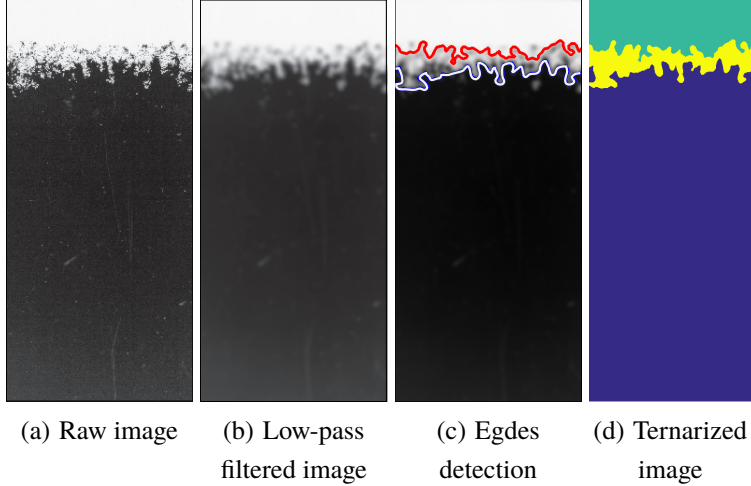 (a) Raw image
(b) Low-pass
filtered image
(c) Egdes
detection
(d) Ternarized
image